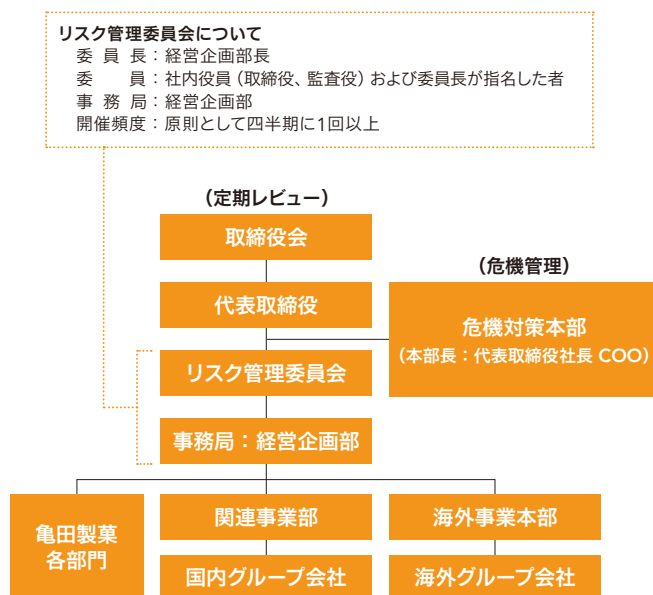 リスク管理委員会について
委員長：経営企画部長
委員：社内役員（取締役、監査役）および委員長が指名した者
事務局：経営企画部
開催頻度：原則として四半期に1回以上
（定期レビュー）
取締役会
（危機管理）
代表取締役
危機対策本部
（本部長：代表取締役社長 COO）
リスク管理委員会
事務局：経営企画部
亀田製菓
各部門
関連事業部
海外事業本部
国内グループ会社
海外グループ会社